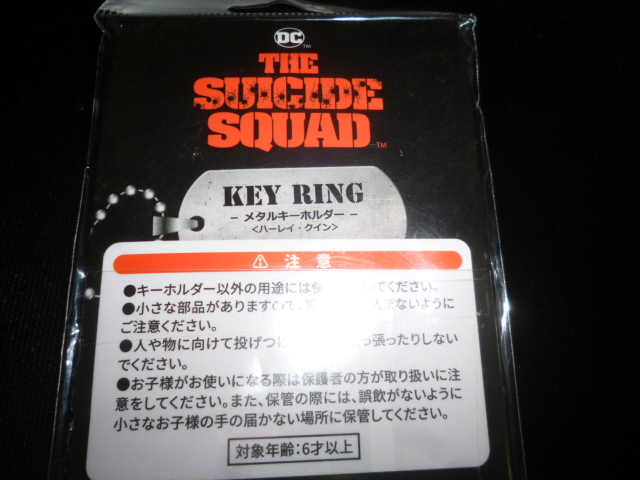 DC
TM
THE
SUICIDE
SQUAD
TM
KEY RING
− メタルキーホルダー −
<ハーレイ・クイン>
⚠ 注意
●キーホルダー以外の用途には使 いてください。
●小さな部品がありますので、 まないように
ご注意ください。
●人や物に向けて投げつ っ張ったりしない
でください。
●お子様がお使いになる際は保護者の方が取り扱いに注
意をしてください。また、保管の際には、誤飲がないように
小さなお子様の手の届かない場所に保管してください。
対象年齢:6才以上